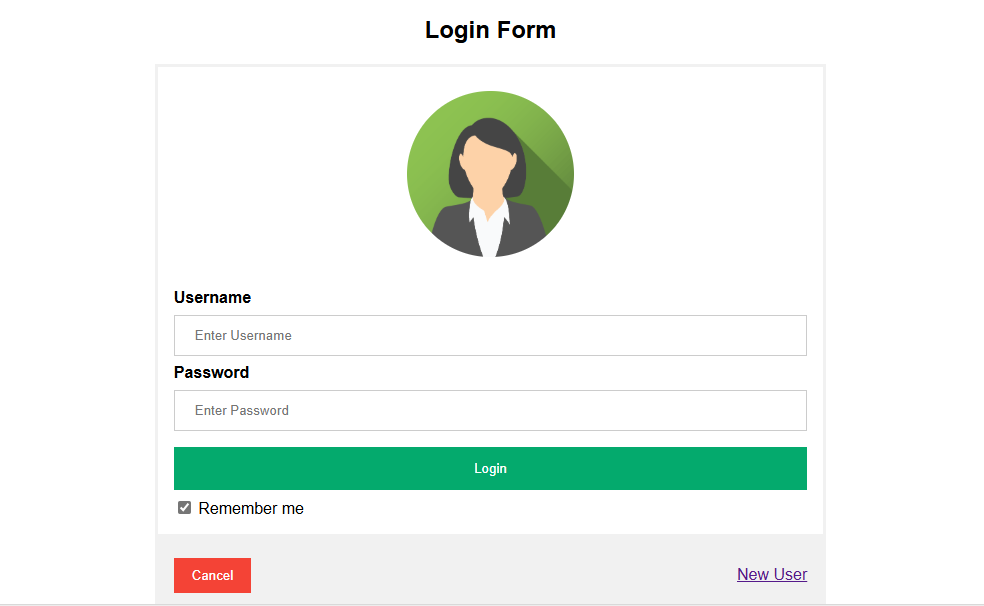 Login Form
Username
Enter Username
Password
Enter Password
Login
Remember me
Cancel New User